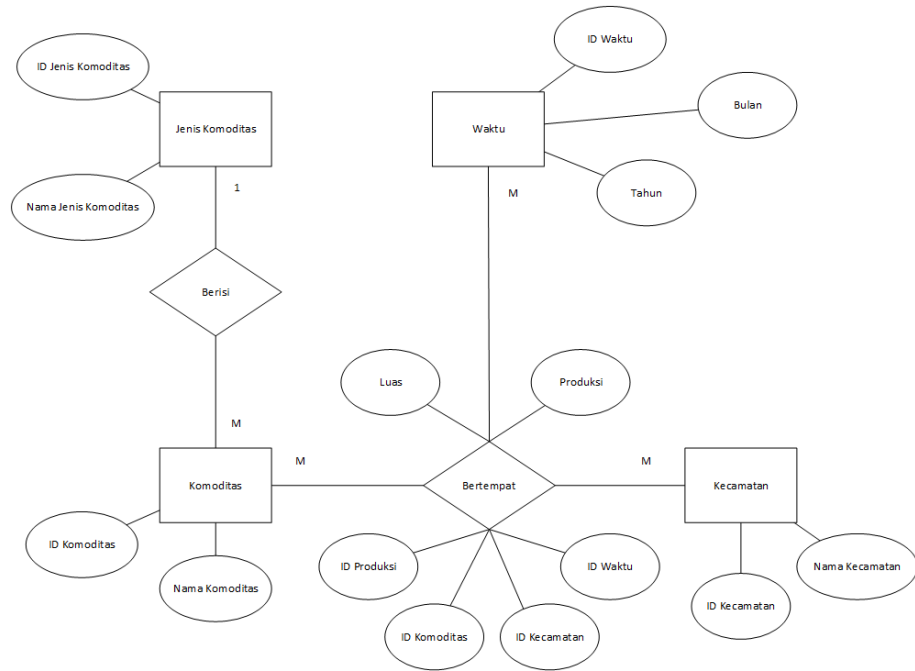 ID Waktu
ID Jenis Komoditas
Bulan
Jenis Komoditas
Waktu
1
M
Tahun
Nama Jenis Komoditas
Berisi
Luas
Produksi
M
M
M
Komoditas
Bertempat
Kecamatan
ID Komoditas
ID Produksi
ID Waktu
Nama Kecamatan
Nama Komoditas
ID Kecamatan
ID Komoditas
ID Kecamatan